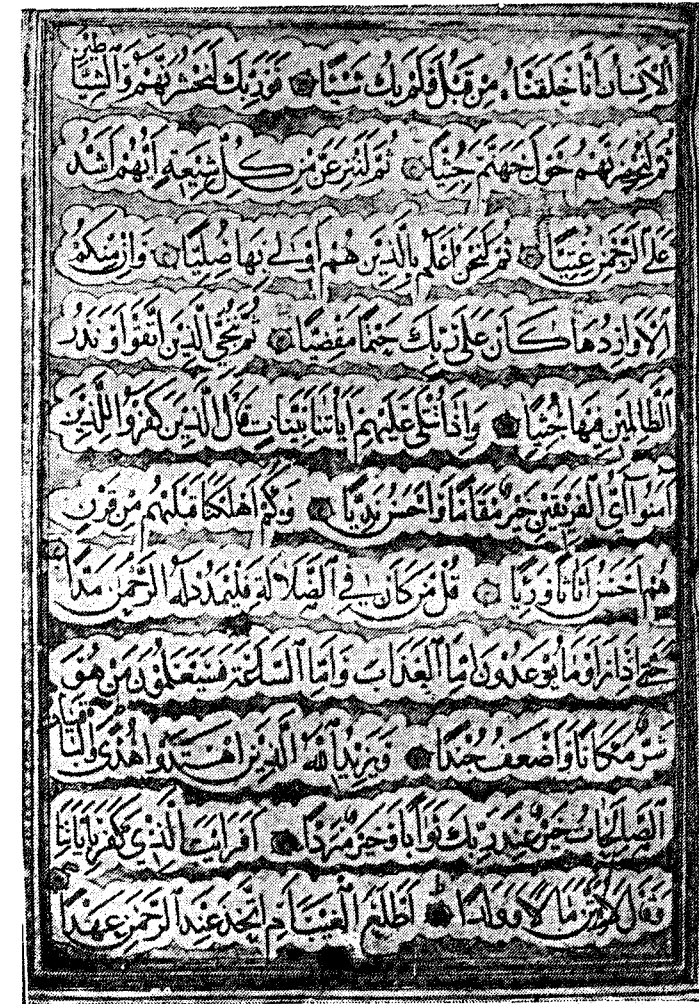 الإنسان أنا خلقناه من قبل ولم يك شيئا فوربك لنحشرنهم والشياطين
ثم لنحضرنهم حول جهنم جثيا ثم لننزعن من كل شيعة أيهم أشد
على الرحمن عتيا ثم لنحن أعلم بالذين هم أولى بها صليا وإن منكم
إلا واردها كان على ربك حتما مقضيا ثم ننجي الذين اتقوا ونذر
الظالمين فيها جثيا وإذا تتلى عليهم آياتنا بينات قال الذين كفروا للذين
آمنوا أي الفريقين خير مقاما وأحسن نديا وكم أهلكنا قبلهم من قرن
هم أحسن أثاثا ورئيا قل من كان في الضلالة فليمدد له الرحمن مدا
حتى إذا رأوا ما يوعدون إما العذاب وإما الساعة فسيعلمون من هو
شر مكانا وأضعف جندا ويزيد الله الذين اهتدوا هدى والباقيات
الصالحات خير عند ربك ثوابا وخير مردا أفرأيت الذي كفر بآياتنا
وقال لأوتين مالا وولدا أطلع الغيب أم اتخذ عند الرحمن عهدا